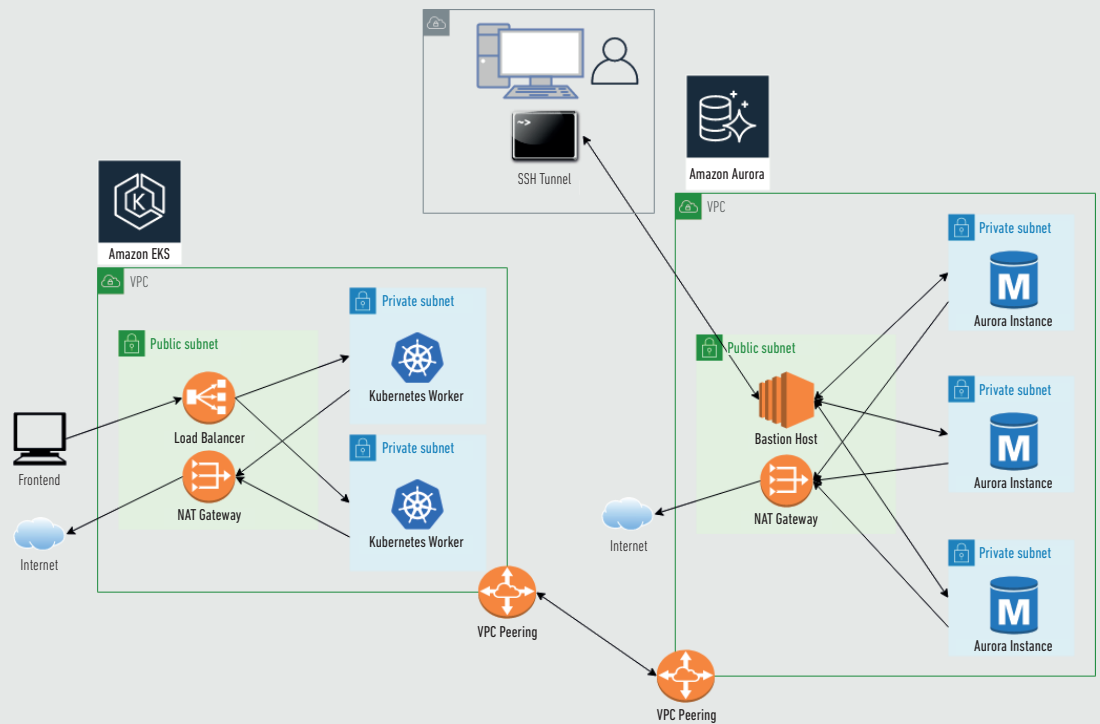 ~>
SSH Tunnel
Amazon EKS
VPC
Public subnet
Load Balancer
NAT Gateway
Private subnet
Kubernetes Worker
Private subnet
Kubernetes Worker
Frontend
Internet
VPC Peering
Amazon Aurora
VPC
Public subnet
Bastion Host
NAT Gateway
Internet
Private subnet
M
Aurora Instance
Private subnet
M
Aurora Instance
Private subnet
M
Aurora Instance
VPC Peering
K